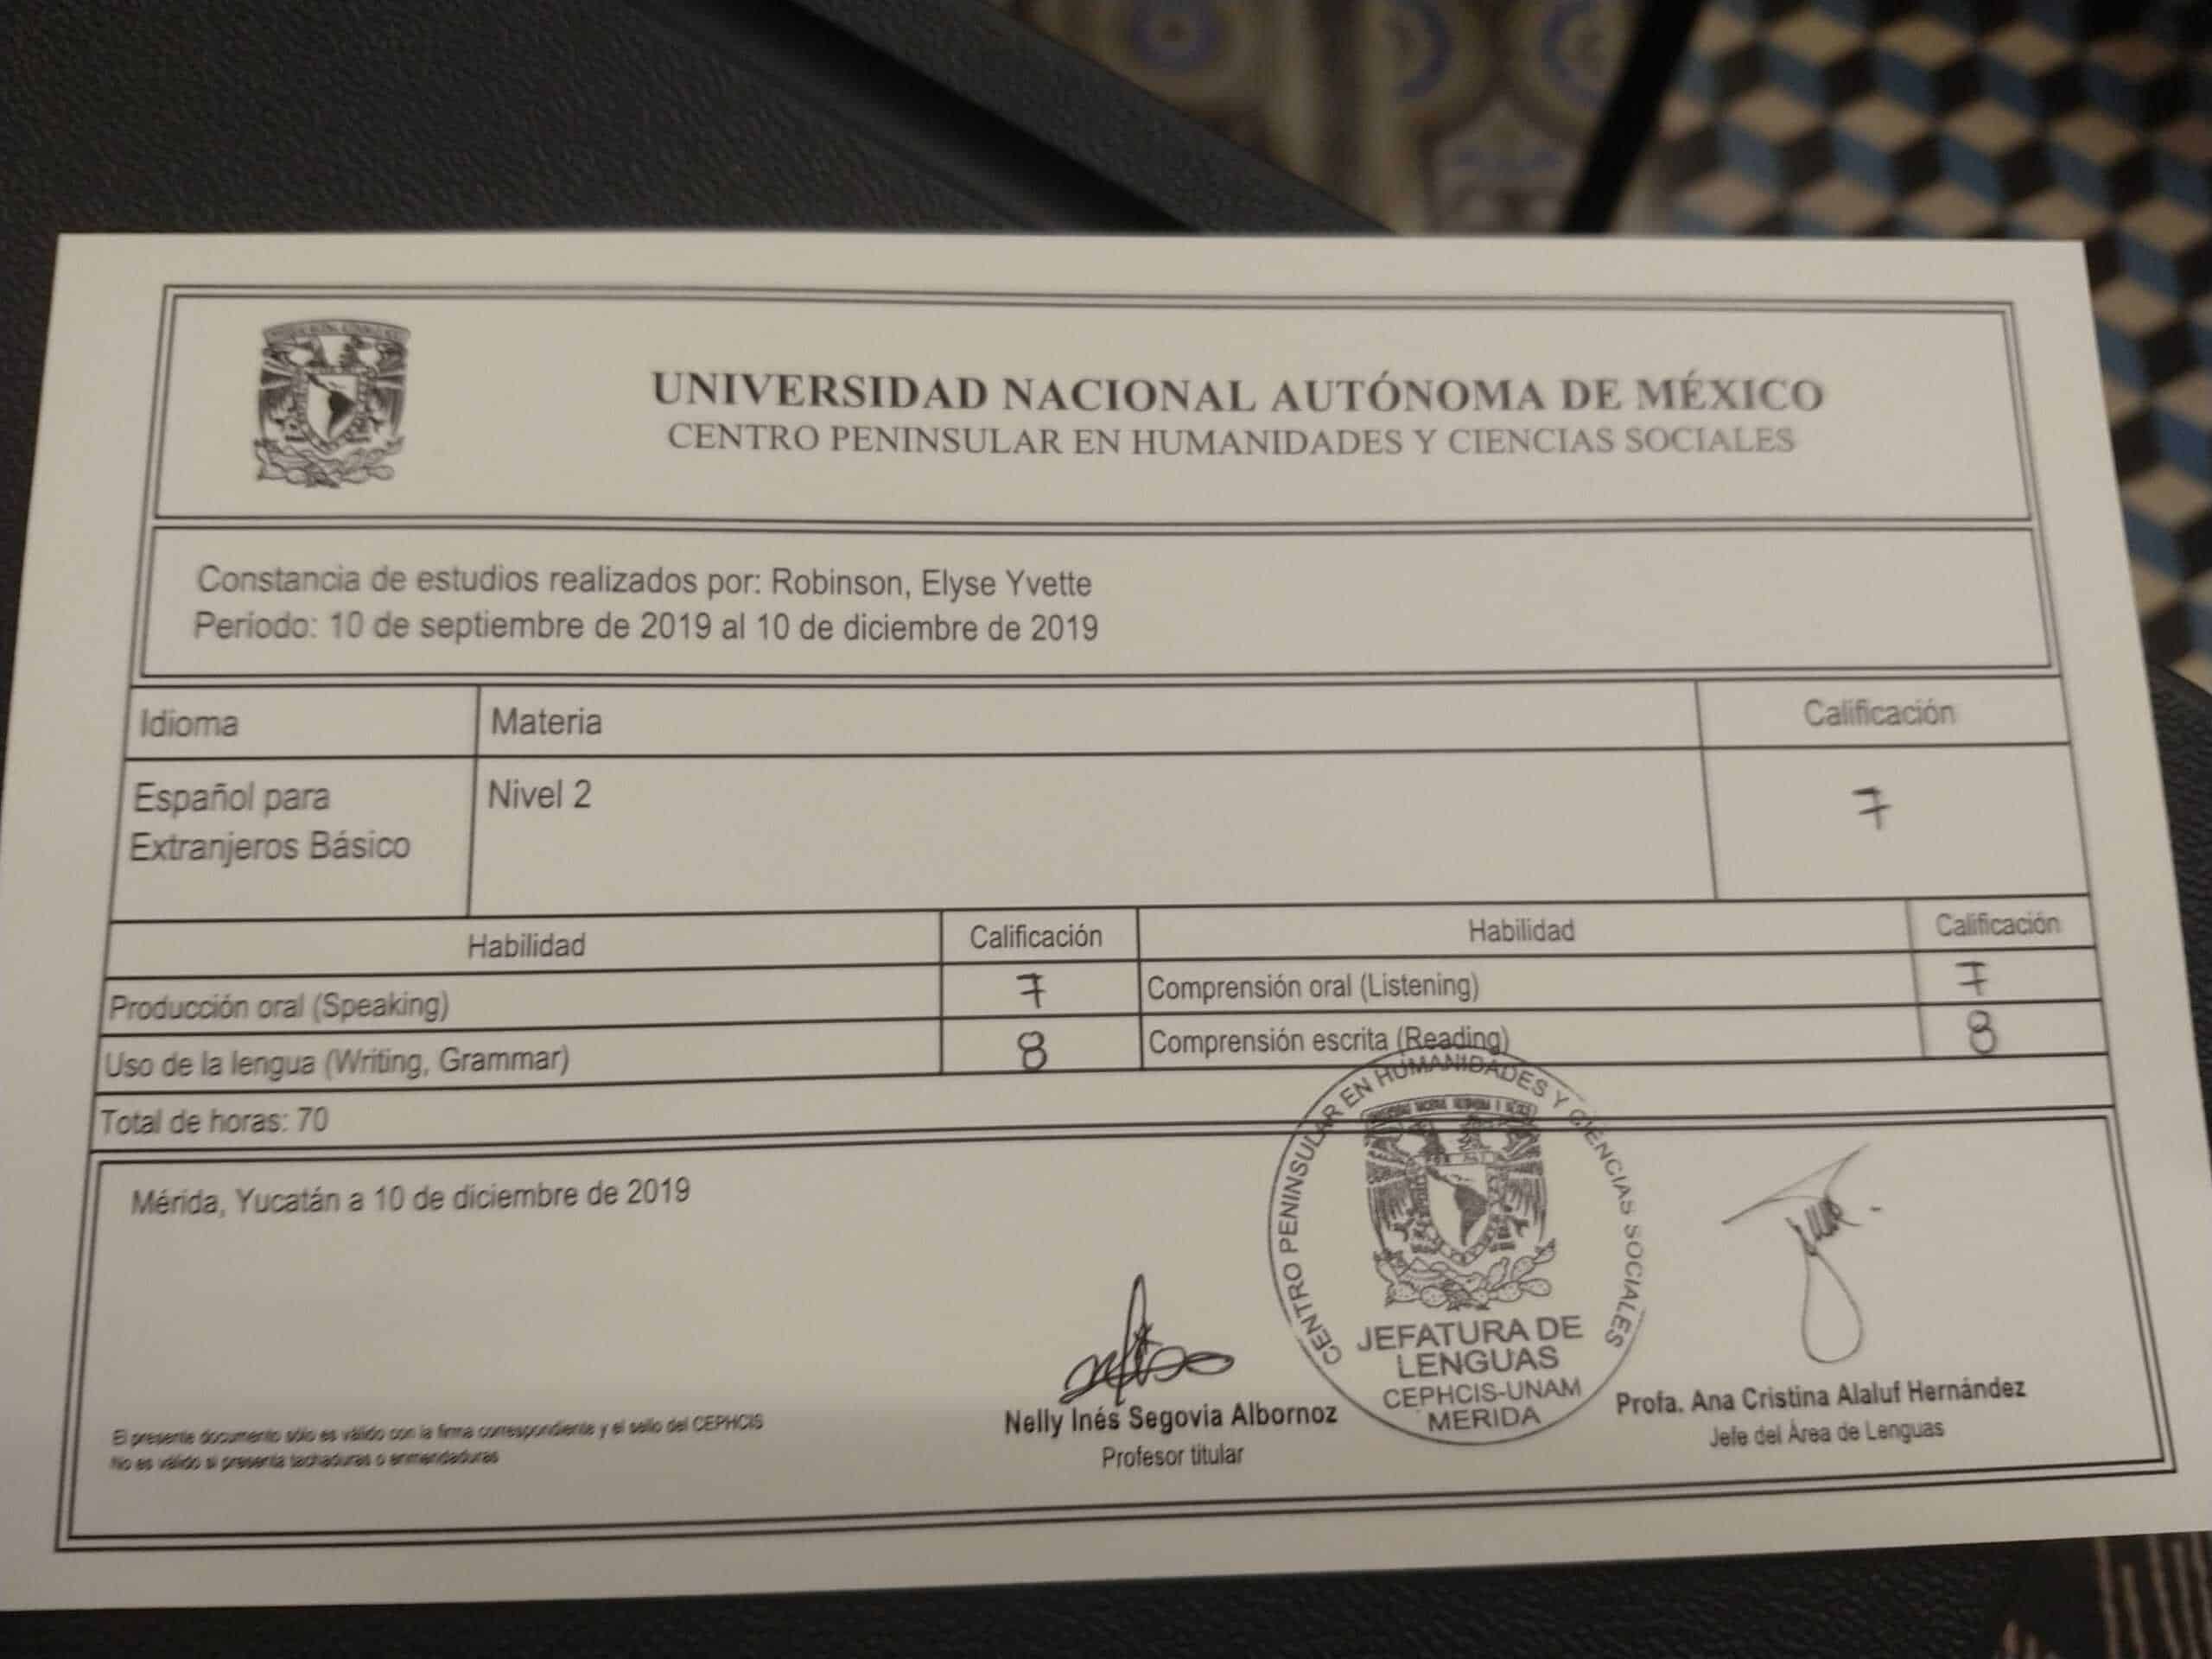 UNIVERSIDAD NACIONAL AUTÓNOMA DE MÉXICO
CENTRO PENINSULAR EN HUMANIDADES Y CIENCIAS SOCIALES
Constancia de estudios realizados por: Robinson, Elyse Yvette
Período: 10 de septiembre de 2019 al 10 de diciembre de 2019
Idioma Materia Calificación
Español para Nivel 2 7
Extranjeros Básico
Habilidad Calificación Habilidad Calificación
Producción oral (Speaking) 7 Comprensión oral (Listening) 7
Uso de la lengua (Writing, Grammar) 8 Comprensión escrita (Reading) 8
Total de horas: 70
Mérida, Yucatán a 10 de diciembre de 2019
CENTRO PENINSULAR EN HUMANIDADES Y CIENCIAS SOCIALES
JEFATURA DE
LENGUAS
CEPHCIS-UNAM
MERIDA
Nelly Inés Segovia Albornoz
Profesor titular
Profa. Ana Cristina Alaluf Hernández
Jefe del Área de Lenguas
El presente documento sólo es válido con la firma correspondiente y el sello del CEPHCIS
No es válido si presenta tachaduras o enmendaduras